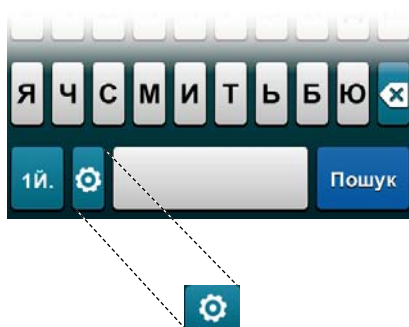 Я Ч С М И Т Ь Б Ю
1Й. Пошук